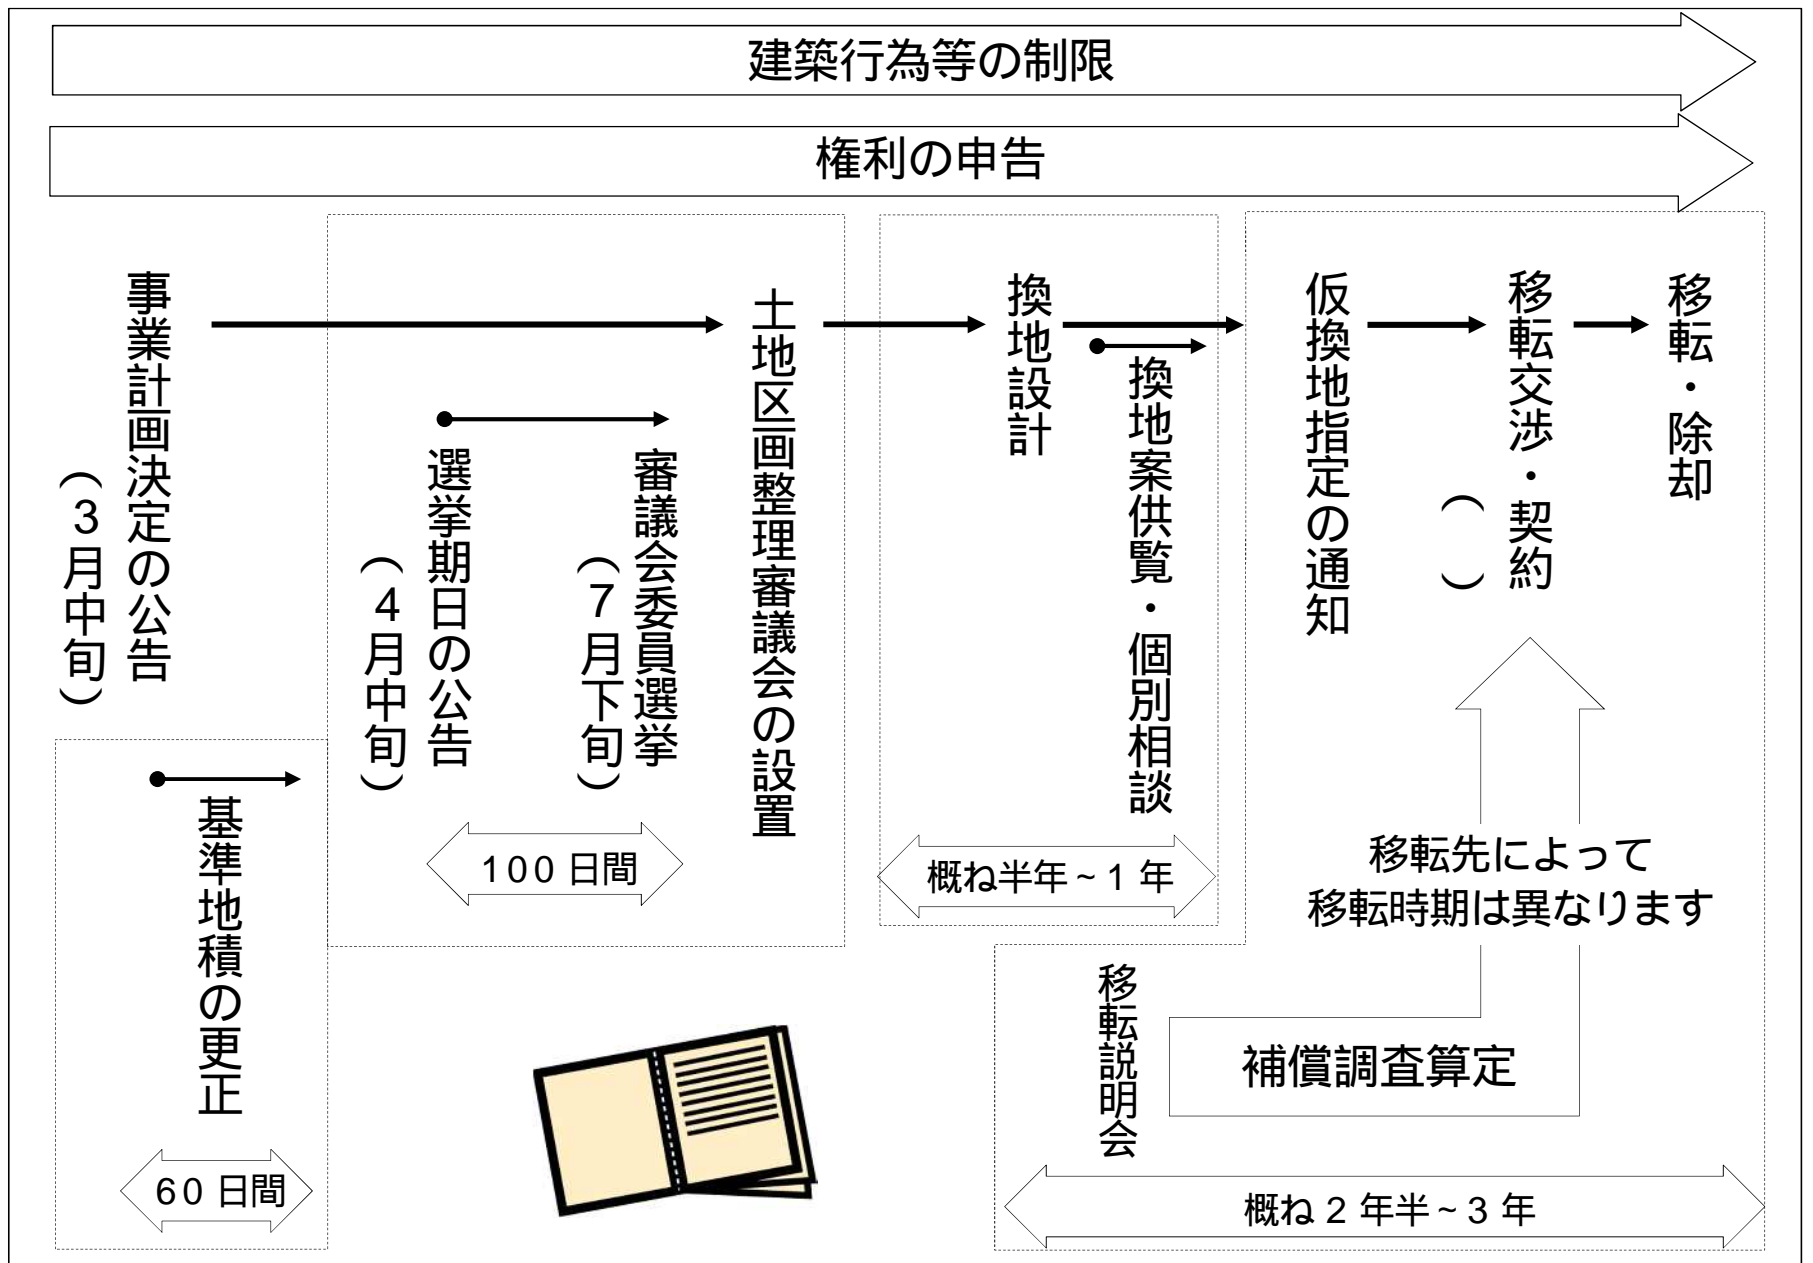 建築行為等の制限
権利の申告
事業計画決定の公告
(3月中旬)
基準地積の更正
60日間
選挙期日の公告
(4月中旬)
審議会委員選挙
(7月下旬)
100日間
土地区画整理審議会の設置
換地設計
換地案供覧・個別相談
概ね半年~1年
仮換地指定の通知
移転交渉・契約
( )
移転・除却
移転先によって
移転時期は異なります
移転説明会
補償調査算定
概ね2年半~3年